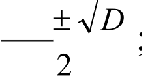 ± √D
—
2 ;